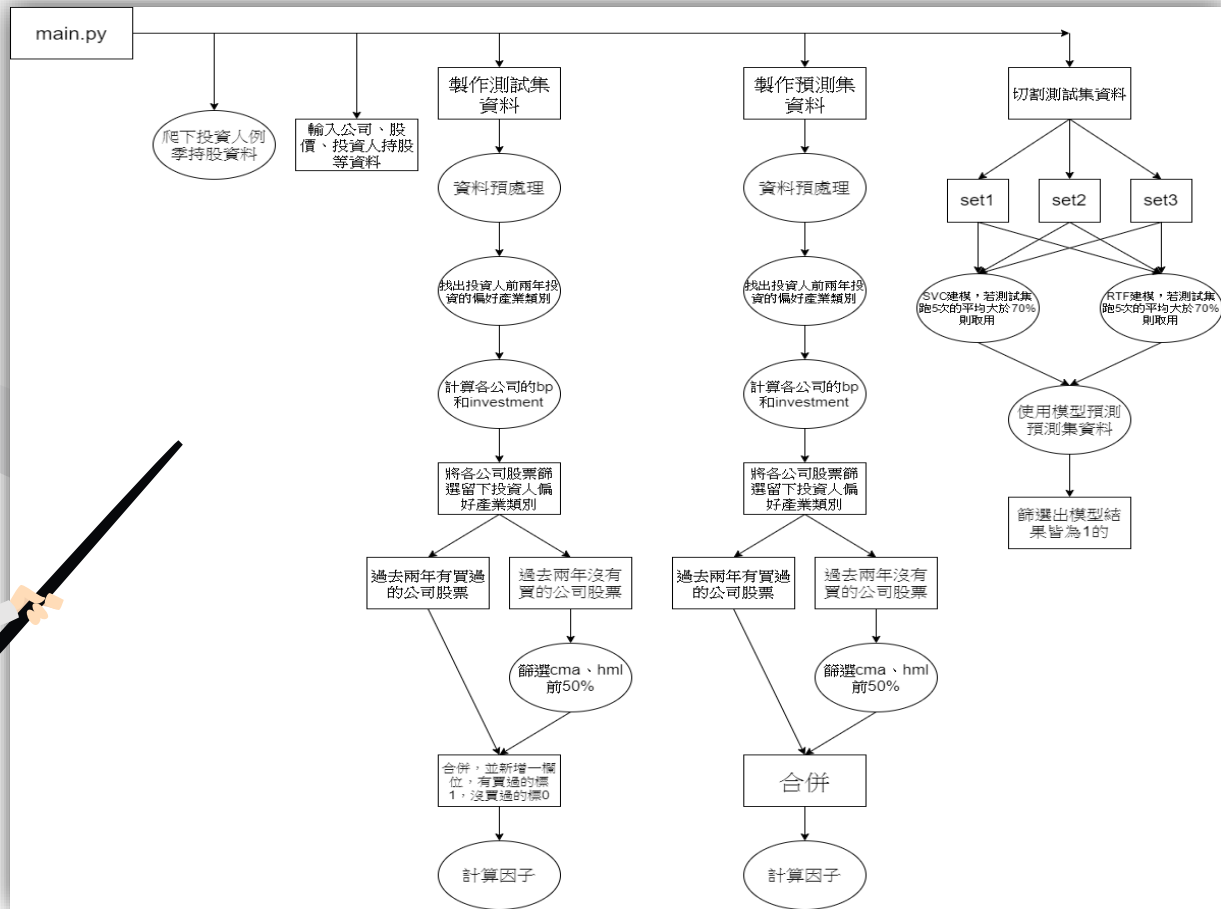 main.py
爬下投資人例
季持股資料
輸入公司、股
價、投資人持股
等資料
製作測試集
資料
資料預處理
找出投資人前兩年投
資的偏好產業類別
計算各公司的bp
和investment
將各公司股票篩
選留下投資人偏
好產業類別
過去兩年有買過
的公司股票
過去兩年沒有
買的公司股票
篩選cma、hml
前50%
合併，並新增一欄
位，有買過的標
1，沒買過的標0
計算因子
製作預測集
資料
資料預處理
找出投資人前兩年投
資的偏好產業類別
計算各公司的bp
和investment
將各公司股票篩
選留下投資人偏
好產業類別
過去兩年有買過
的公司股票
過去兩年沒有
買的公司股票
篩選cma、hml
前50%
合併
計算因子
切割測試集資料
set1
set2
set3
SVC建模，若測試集
跑5次的平均大於70%
則取用
RTF建模，若測試集
跑5次的平均大於70%
則取用
使用模型預測
預測集資料
篩選出模型結
果皆為1的